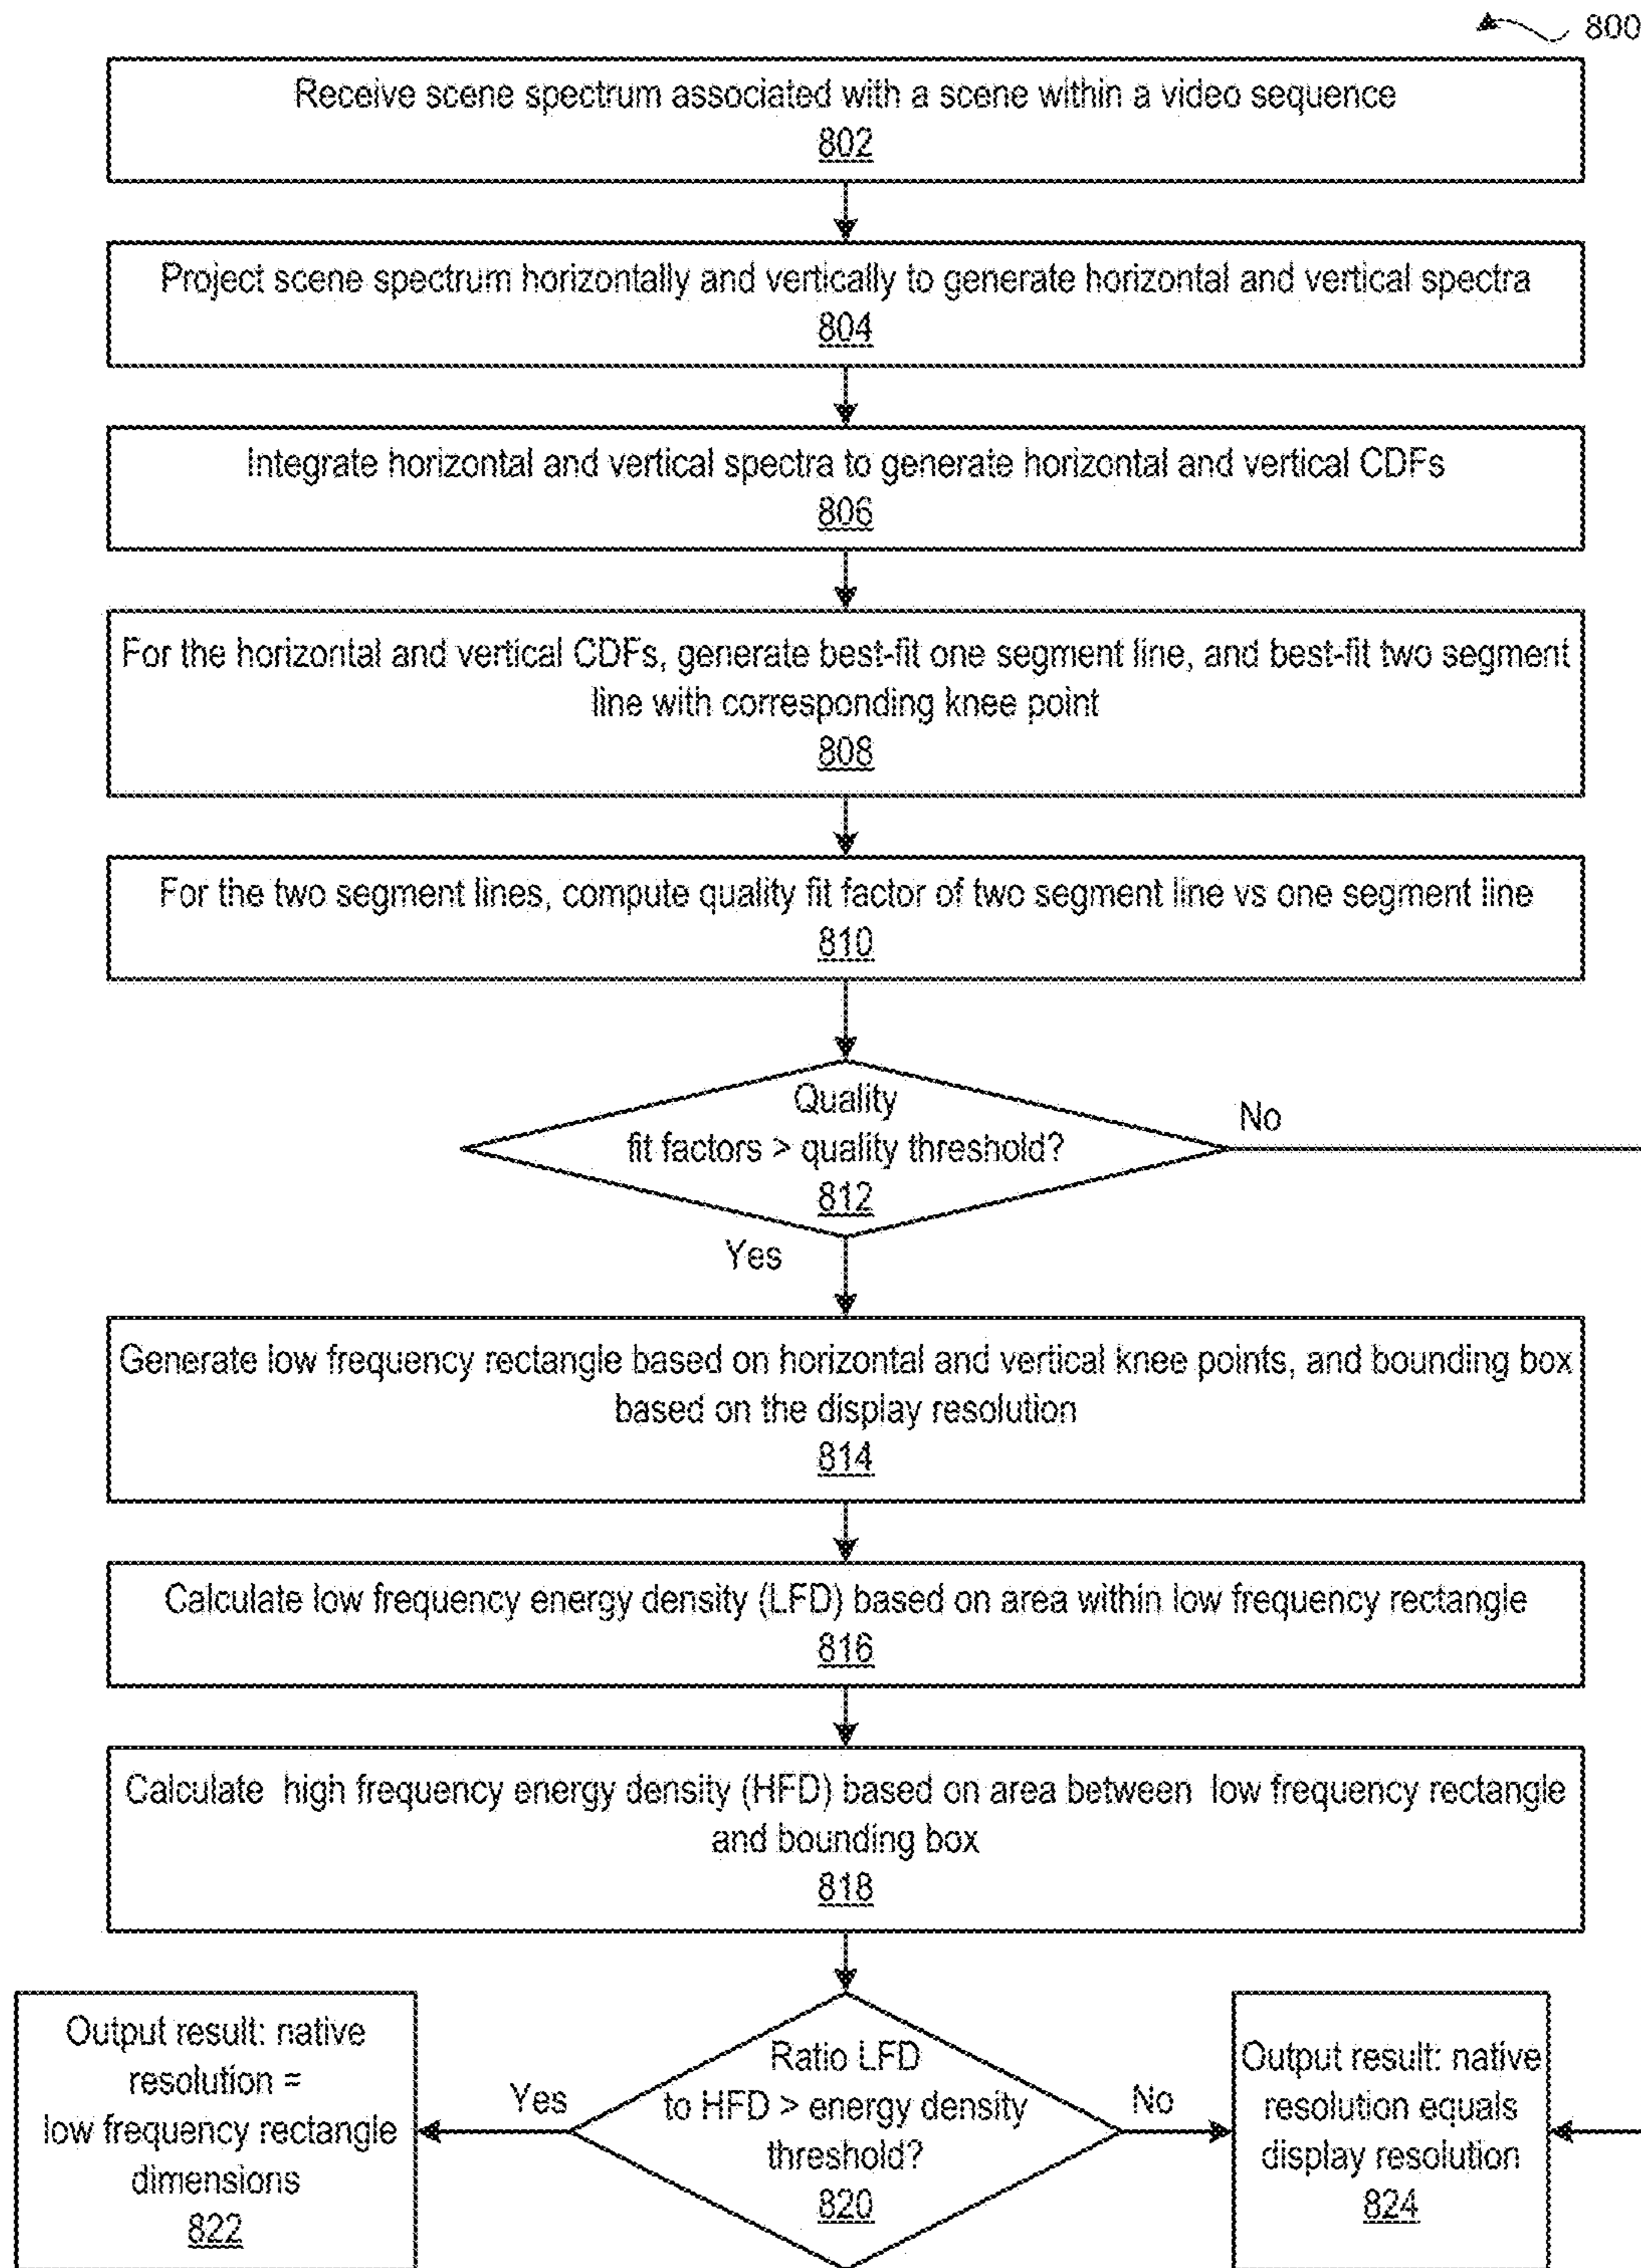 800
Receive scene spectrum associated with a scene within a video sequence
802
Project scene spectrum horizontally and vertically to generate horizontal and vertical spectra
804
Integrate horizontal and vertical spectra to generate horizontal and vertical CDFs
806
For the horizontal and vertical CDFs, generate best-fit one segment line, and best-fit two segment
line with corresponding knee point
808
For the two segment lines, compute quality fit factor of two segment line vs one segment line
810
Quality
fit factors > quality threshold?
812
No
Yes
Generate low frequency rectangle based on horizontal and vertical knee points, and bounding box
based on the display resolution
814
Calculate low frequency energy density (LFD) based on area within low frequency rectangle
816
Calculate high frequency energy density (HFD) based on area between low frequency rectangle
and bounding box
818
Output result: native
resolution =
low frequency rectangle
dimensions
822
Yes
Ratio LFD
to HFD > energy density
threshold?
820
No
Output result: native
resolution equals
display resolution
824